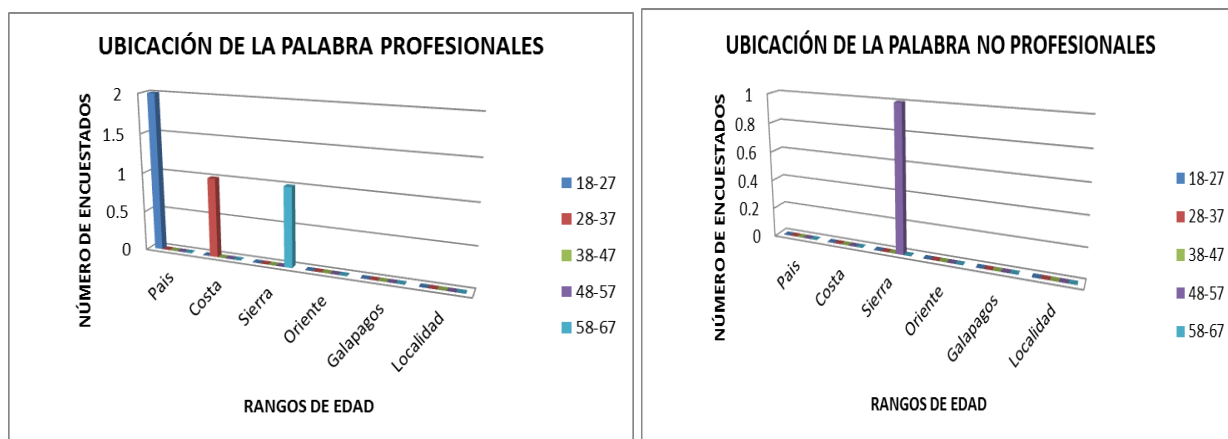 UBICACIÓN DE LA PALABRA PROFESIONALES
NÚMERO DE ENCUESTADOS
2
1.5
1
0.5
0
Pais
Costa
Sierra
Oriente
Galapagos
Localidad
RANGOS DE EDAD
18-27
28-37
38-47
48-57
58-67
UBICACIÓN DE LA PALABRA NO PROFESIONALES
NÚMERO DE ENCUESTADOS
1
0.8
0.6
0.4
0.2
0
Pais
Costa
Sierra
Oriente
Galapagos
Localidad
RANGOS DE EDAD
18-27
28-37
38-47
48-57
58-67